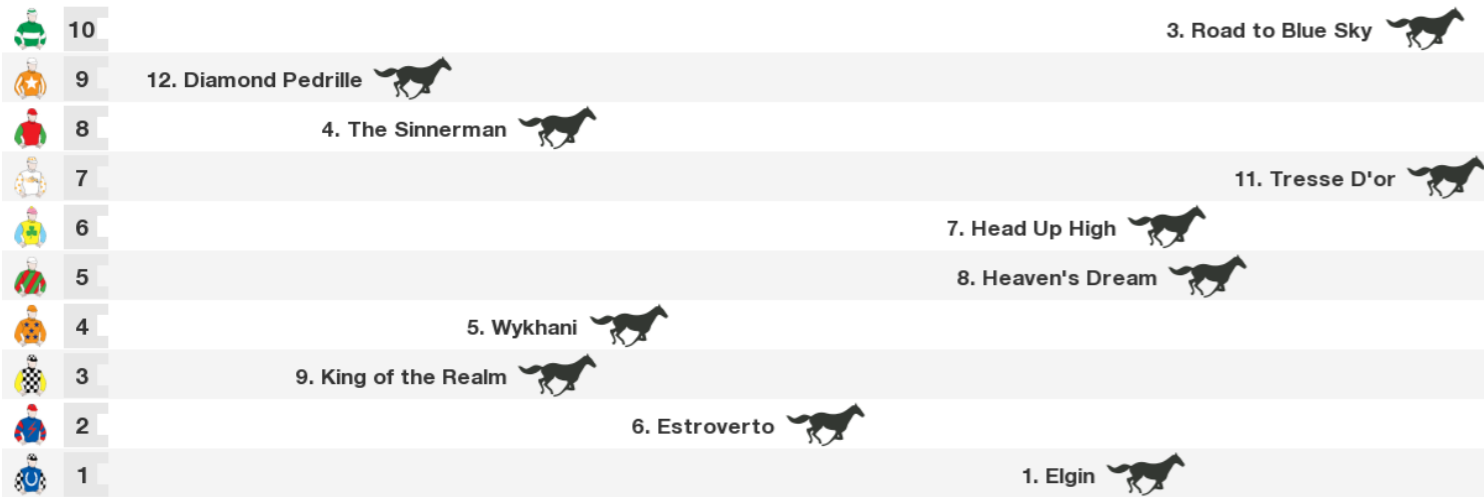 10 3. Road to Blue Sky
9 12. Diamond Pedrille
8 4. The Sinnerman
7 11. Tresse D'or
6 7. Head Up High
5 8. Heaven's Dream
4 5. Wykhani
3 9. King of the Realm
2 6. Estroverto
1 1. Elgin